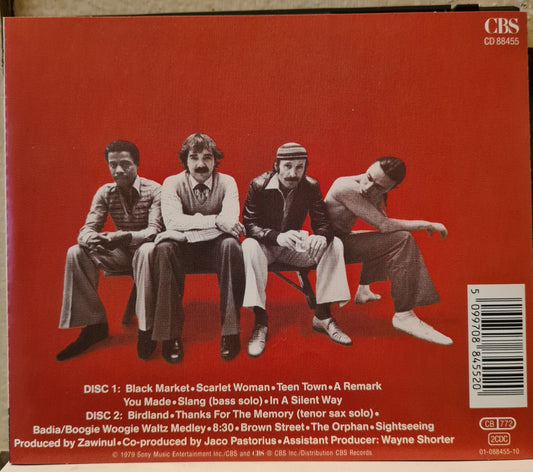 CBS
CD 88455
DISC 1: Black Market•Scarlet Woman•Teen Town•A Remark
You Made•Slang (bass solo)•In A Silent Way
DISC 2: Birdland•Thanks For The Memory (tenor sax solo)•
Badia/Boogie Woogie Waltz Medley•8:30•Brown Street•The Orphan•Sightseeing
Produced by Zawinul•Co-produced by Jaco Pastorius•Assistant Producer: Wayne Shorter
© 1979 Sony Music Entertainment Inc./CBS and CBS ® CBS Inc./Distribution CBS Records
5 099708 845520
CB 772
2CDC
01-088455-10